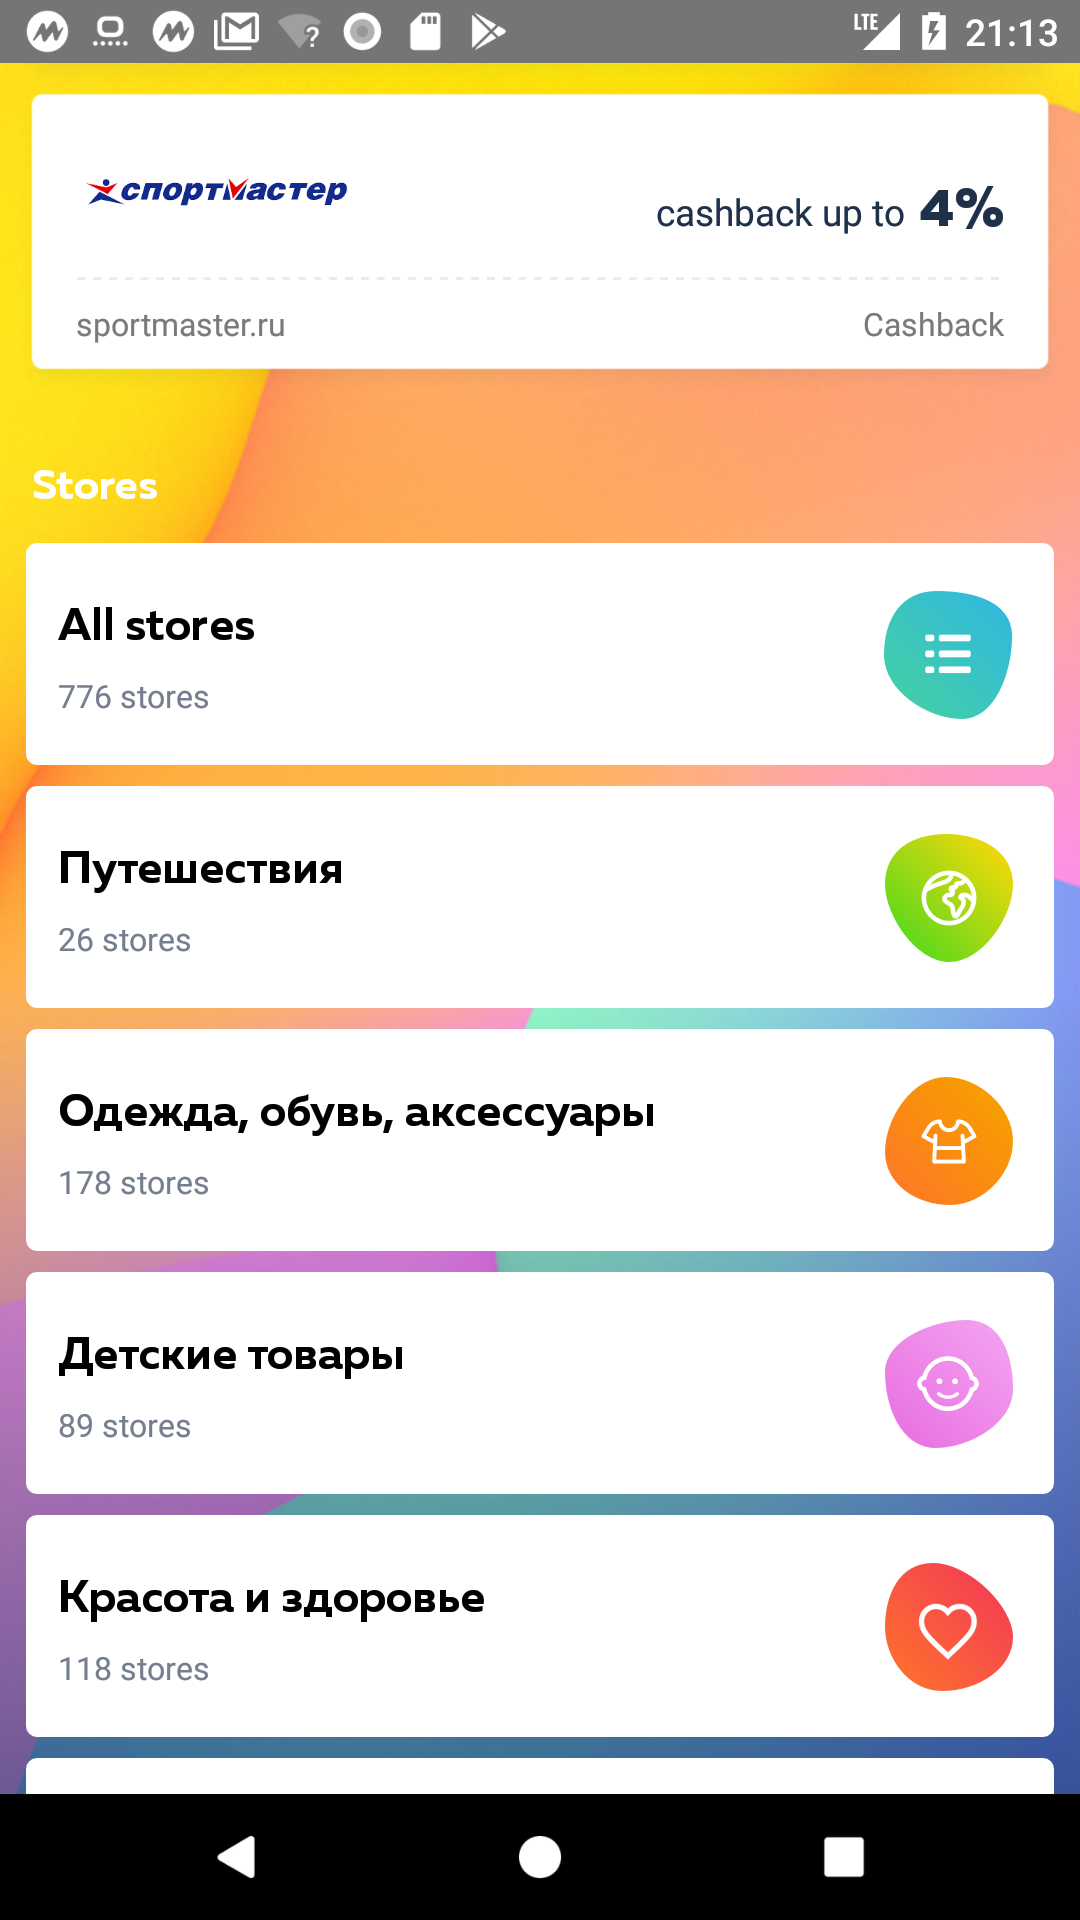 LTE 21:13
спортмастер
cashback up to 4%
sportmaster.ru Cashback
Stores
All stores
776 stores
Путешествия
26 stores
Одежда, обувь, аксессуары
178 stores
Детские товары
89 stores
Красота и здоровье
118 stores